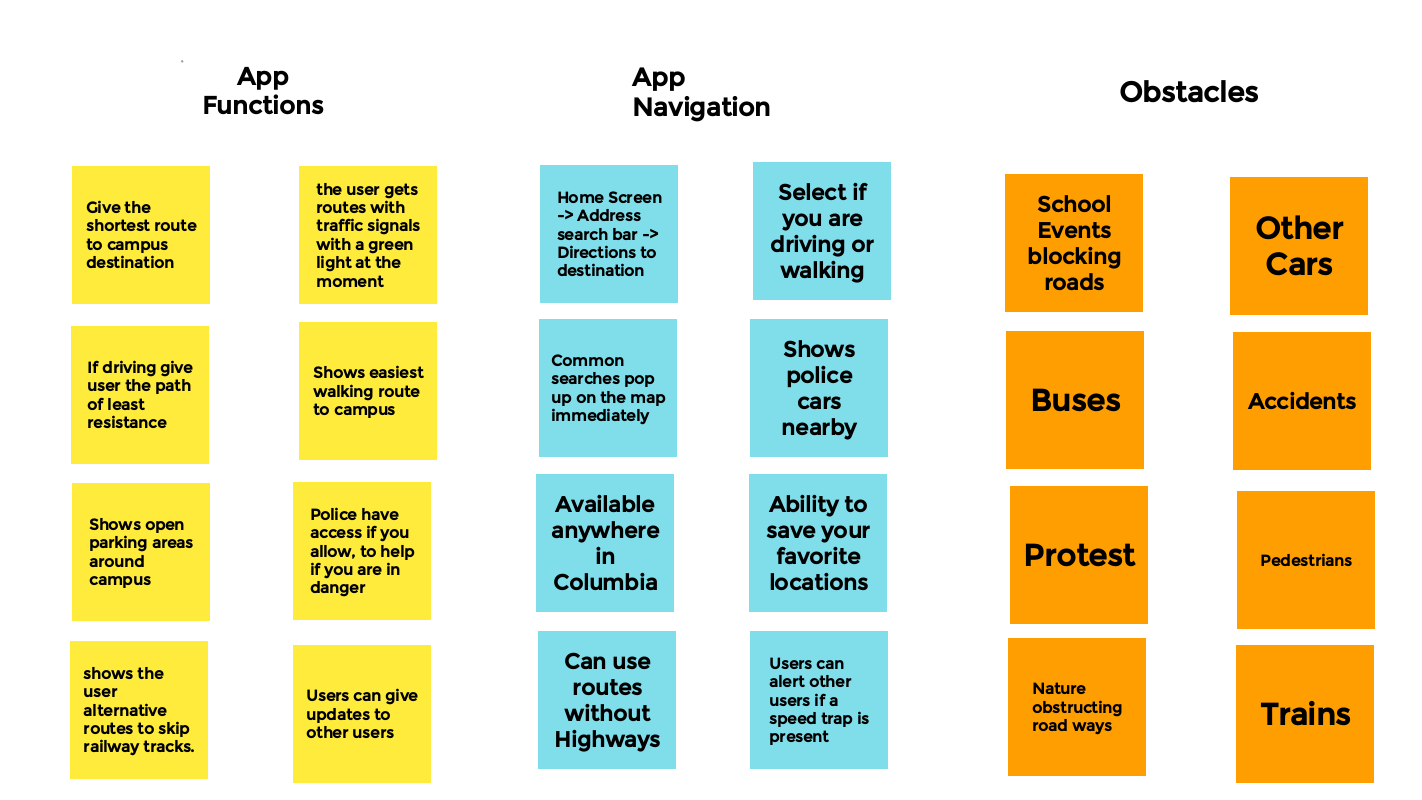 App
Functions
App
Navigation
Obstacles
Give the
shortest route
to campus
destination
the user gets
routes with
traffic signals
with a green
light at the
moment
If driving give
user the path
of least
resistance
Shows easiest
walking route
to campus
Shows open
parking areas
around
campus
Police have
access if you
allow, to help
if you are in
danger
shows the
user
alternative
routes to skip
railway tracks.
Users can give
updates to
other users
Home Screen
-> Address
search bar ->
Directions to
destination
Select if
you are
driving or
walking
Common
searches pop
up on the map
immediately
Shows
police
cars
nearby
Available
anywhere
in
Columbia
Ability to
save your
favorite
locations
Can use
routes
without
Highways
Users can
alert other
users if a
speed trap is
present
School
Events
blocking
roads
Other
Cars
Buses
Accidents
Protest
Pedestrians
Nature
obstructing
road ways
Trains